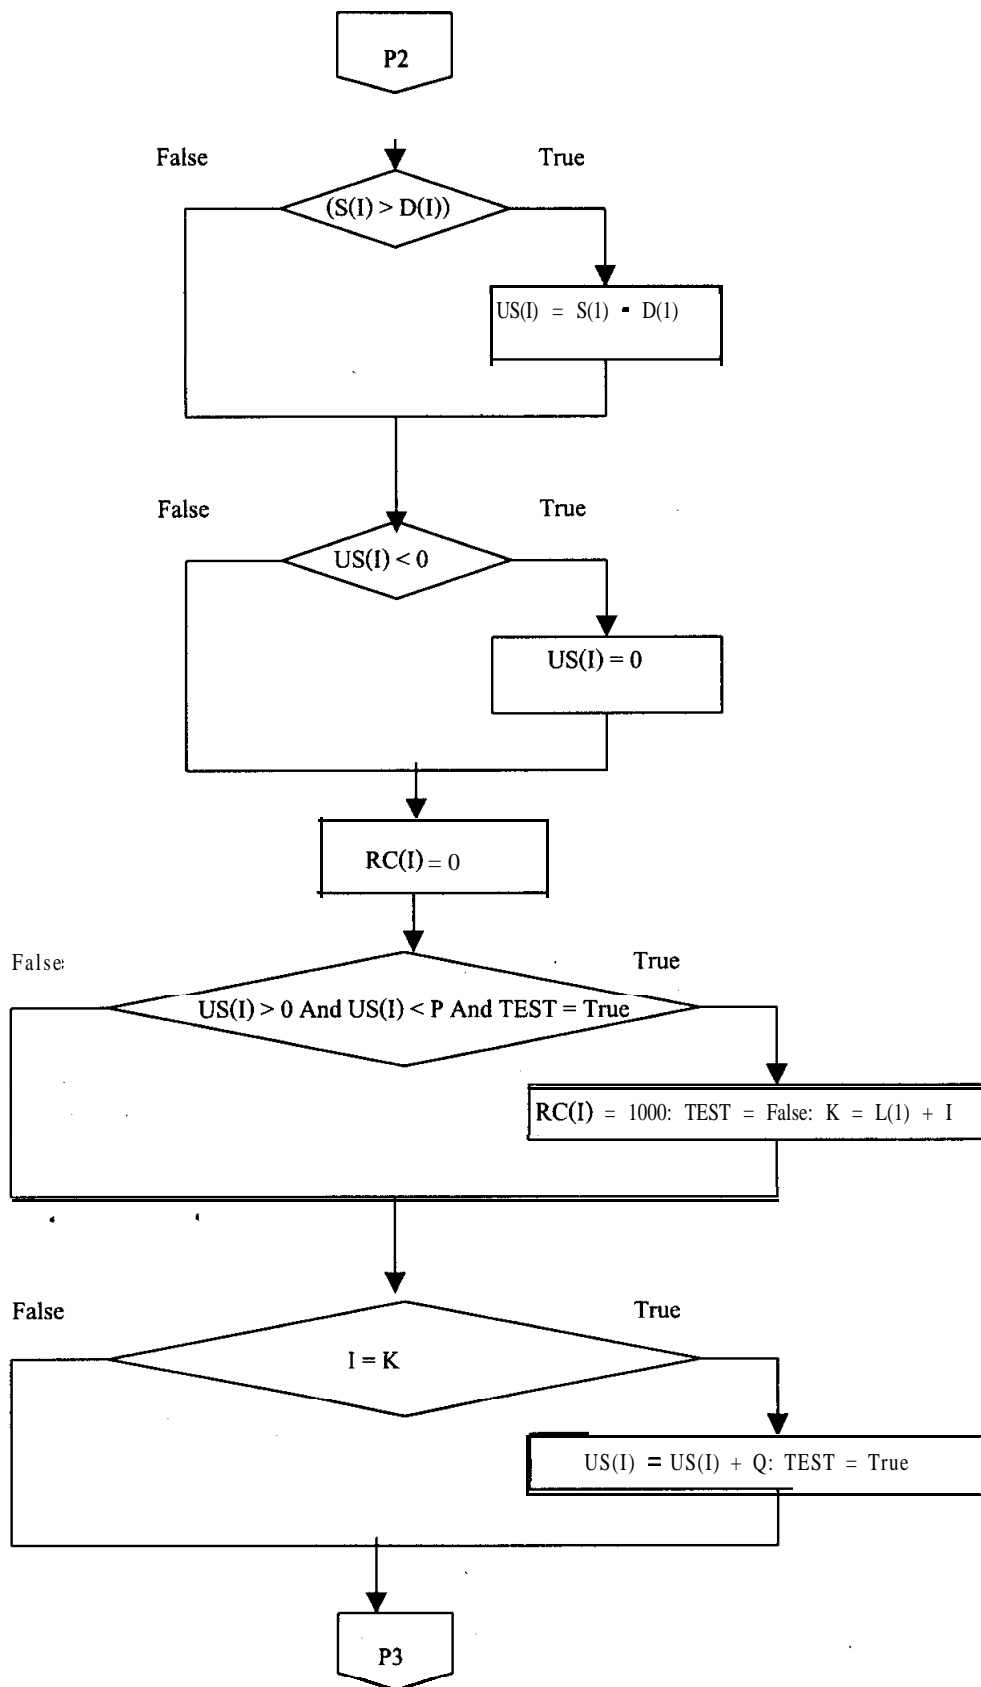 P2
False True
(S(I) > D(I))
US(I) = S(1) - D(1)
False True
US(I) < 0
US(I) = 0
RC(I) = 0
False True
US(I) > 0 And US(I) < P And TEST = True
RC(I) = 1000: TEST = False: K = L(1) + I
False True
I = K
US(I) = US(I) + Q: TEST = True
P3